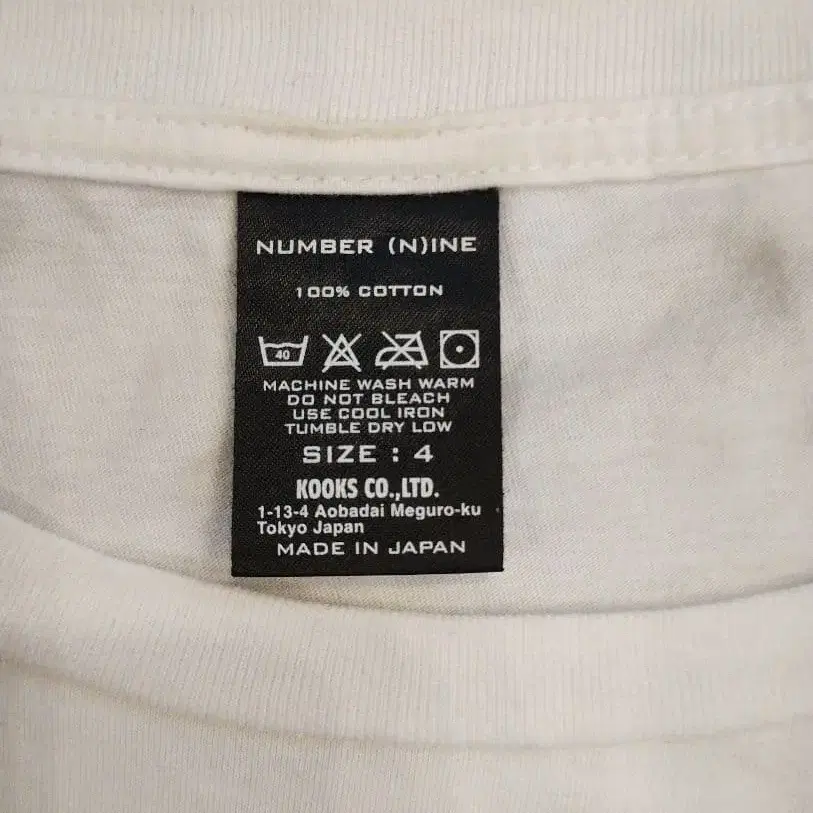 NUMBER (N)INE
100% COTTON
40
MACHINE WASH WARM
DO NOT BLEACH
USE COOL IRON
TUMBLE DRY LOW
SIZE : 4
KOOKS CO.,LTD.
1-13-4 Aobadai Meguro-ku
Tokyo Japan
MADE IN JAPAN